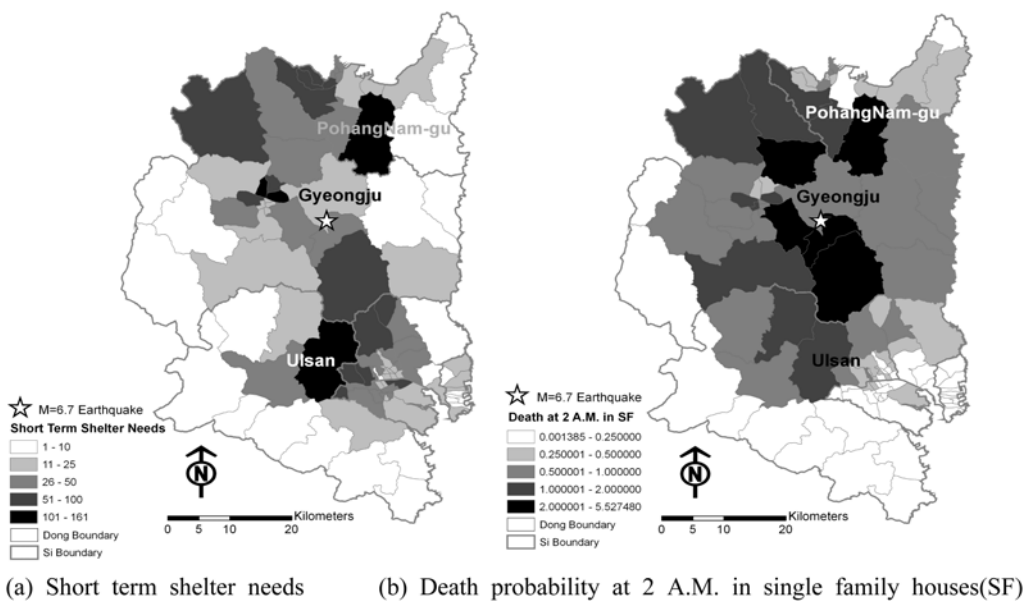 PohangNam-gu
Gyeongju
Ulsan
M=6.7 Earthquake
Short Term Shelter Needs
1 - 10
11 - 25
26 - 50
51 - 100
101 - 161
Dong Boundary
Si Boundary
N
Kilometers
0 5 10 20
PohangNam-gu
Gyeongju
Ulsan
M=6.7 Earthquake
Death at 2 A.M. in SF
0.001385 - 0.250000
0.250001 - 0.500000
0.500001 - 1.000000
1.000001 - 2.000000
2.000001 - 5.527480
Dong Boundary
Si Boundary
N
Kilometers
0 5 10 20
(a) Short term shelter needs
(b) Death probability at 2 A.M. in single family houses(SF)